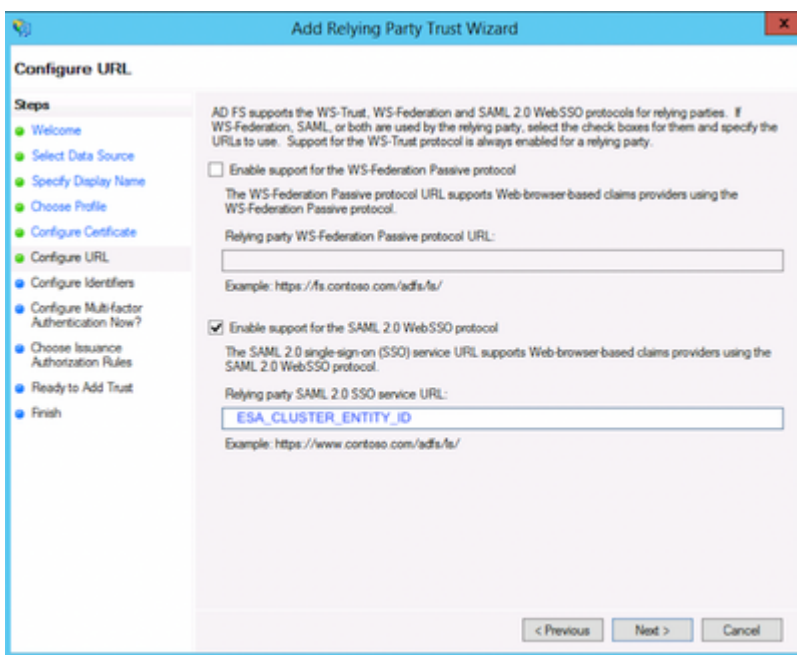 Add Relying Party Trust Wizard
x
Configure URL
Steps
Welcome
Select Data Source
Specify Display Name
Choose Profile
Configure Certificate
Configure URL
Configure Identifiers
Configure Multi-factor
Authentication Now?
Choose Issuance
Authorization Rules
Ready to Add Trust
Finish
AD FS supports the WS-Trust, WS-Federation and SAML 2.0 WebSSO protocols for relying parties. If
WS-Federation, SAML, or both are used by the relying party, select the check boxes for them and specify the
URLs to use. Support for the WS-Trust protocol is always enabled for a relying party.
Enable support for the WS-Federation Passive protocol
The WS-Federation Passive protocol URL supports Web-browser-based claims providers using the
WS-Federation Passive protocol.
Relying party WS-Federation Passive protocol URL:
Example: https://fs.contoso.com/adfs/ls/
Enable support for the SAML 2.0 WebSSO protocol
The SAML 2.0 single-sign-on (SSO) service URL supports Web-browser-based claims providers using the
SAML 2.0 WebSSO protocol.
Relying party SAML 2.0 SSO service URL:
ESA_CLUSTER_ENTITY_ID
Example: https://www.contoso.com/adfs/ls/
< Previous
Next >
Cancel